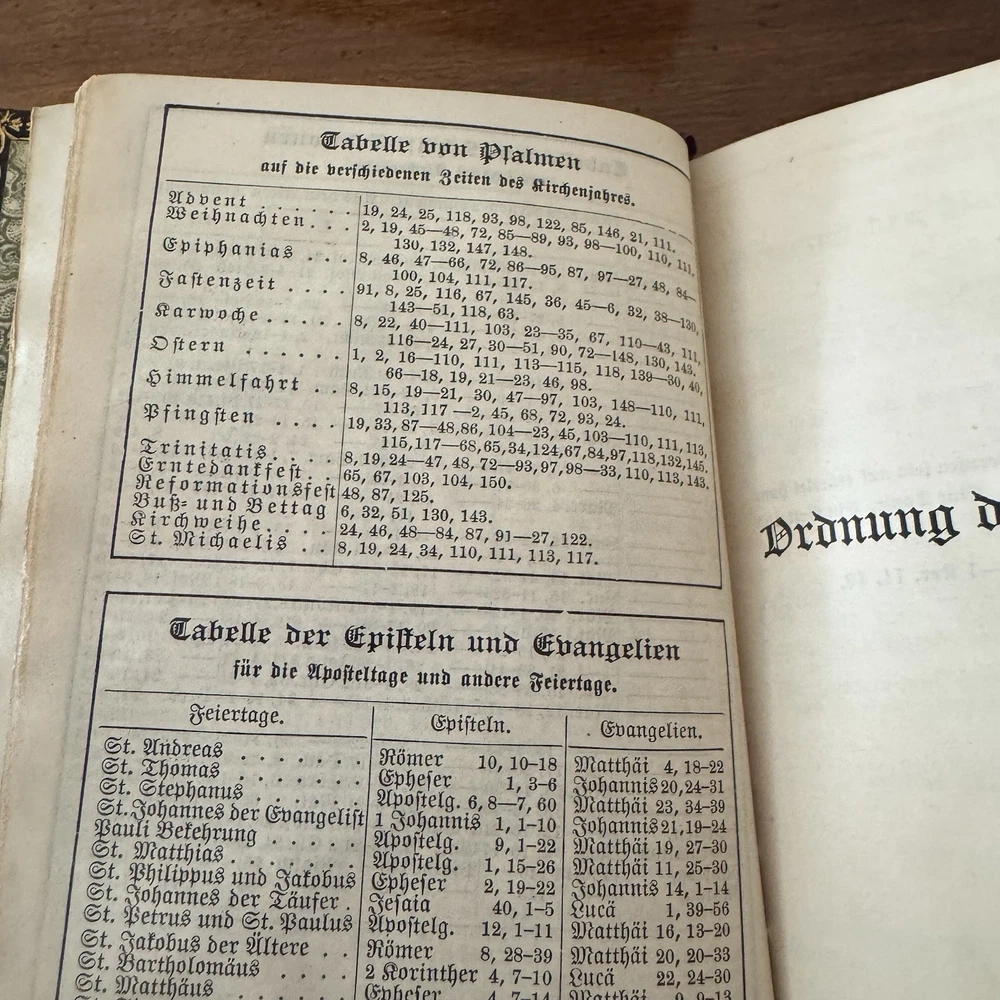 Tabelle von Psalmen
auf die verschiedenen Zeiten des Kirchenjahres.
Advent . . . . . . 19, 24, 25, 118, 93, 98, 122, 85, 146, 21, 111.
Weihnachten . . . 2, 19, 45—48, 72, 85—89, 93, 98—100, 110, 111,
130, 132, 147, 148.
Epiphanias . . . 8, 46, 47—66, 72, 86—95, 87, 97—27, 48, 84—
100, 104, 111, 117.
Fastenzeit . . . . 91, 8, 25, 116, 67, 145, 36, 45—6, 32, 38—130,
143—51, 118, 63.
Karwoche . . . . . 8, 22, 40—111, 103, 23—35, 67, 110—43, 111,
116—24, 27, 30—51, 90, 72—148, 130, 143.
Ostern . . . . . . 1, 2, 16—110, 111, 113—115, 118, 139—30, 40,
66—18, 19, 21—23, 46, 98.
Himmelfahrt . . 8, 15, 19—21, 30, 47—97, 103, 148—110, 111,
113, 117—2, 45, 68, 72, 93, 24.
Pfingsten . . . . 19, 33, 87—48, 86, 104—23, 45, 103—110, 111, 113,
115, 117—68, 65, 34, 124, 67, 84, 97, 118, 132, 145.
Trinitatis . . . . 8, 19, 24—47, 48, 72—93, 97, 98—33, 110, 113, 143.
Erntedankfest . . 65, 67, 103, 104, 150.
Reformationsfest 48, 87, 125.
Buß- und Bettag 6, 32, 51, 130, 143.
Kirchweihe . . . . 24, 46, 48—84, 87, 91—27, 122.
St. Michaelis . . 8, 19, 24, 34, 110, 111, 113, 117.
Tabelle der Episteln und Evangelien
für die Aposteltage und andere Feiertage.
Feiertage. Episteln. Evangelien.
St. Andreas . . . . . . Römer 10, 10–18 Matthäi 4, 18–22
St. Thomas . . . . . . Epheser 1, 3–6 Johannis 20, 24–31
St. Stephanus . . . . . Apostelg. 6, 8—7, 60 Matthäi 23, 34–39
St. Johannes der Evangelist 1 Johannis 1, 1–10 Johannis 21, 19–24
Pauli Bekehrung . . . . . Apostelg. 9, 1–22 Matthäi 19, 27–30
St. Matthias . . . . . . Apostelg. 1, 15–26 Matthäi 11, 25–30
St. Philippus und Jakobus Epheser 2, 19–22 Johannis 14, 1–14
St. Johannes der Täufer . Jesaia 40, 1–5 Lucä 1, 39–56
St. Petrus und St. Paulus Apostelg. 12, 1–11 Matthäi 16, 13–20
St. Jakobus der Ältere . . Römer 8, 28–39 Matthäi 20, 20–33
St. Bartholomäus . . . . 2 Korinther 4, 7–10 Lucä 22, 24–30
St. Matthäus . . . . . Epheser 4, 7–14 Matthäi 9, 9–13
Ordnung d